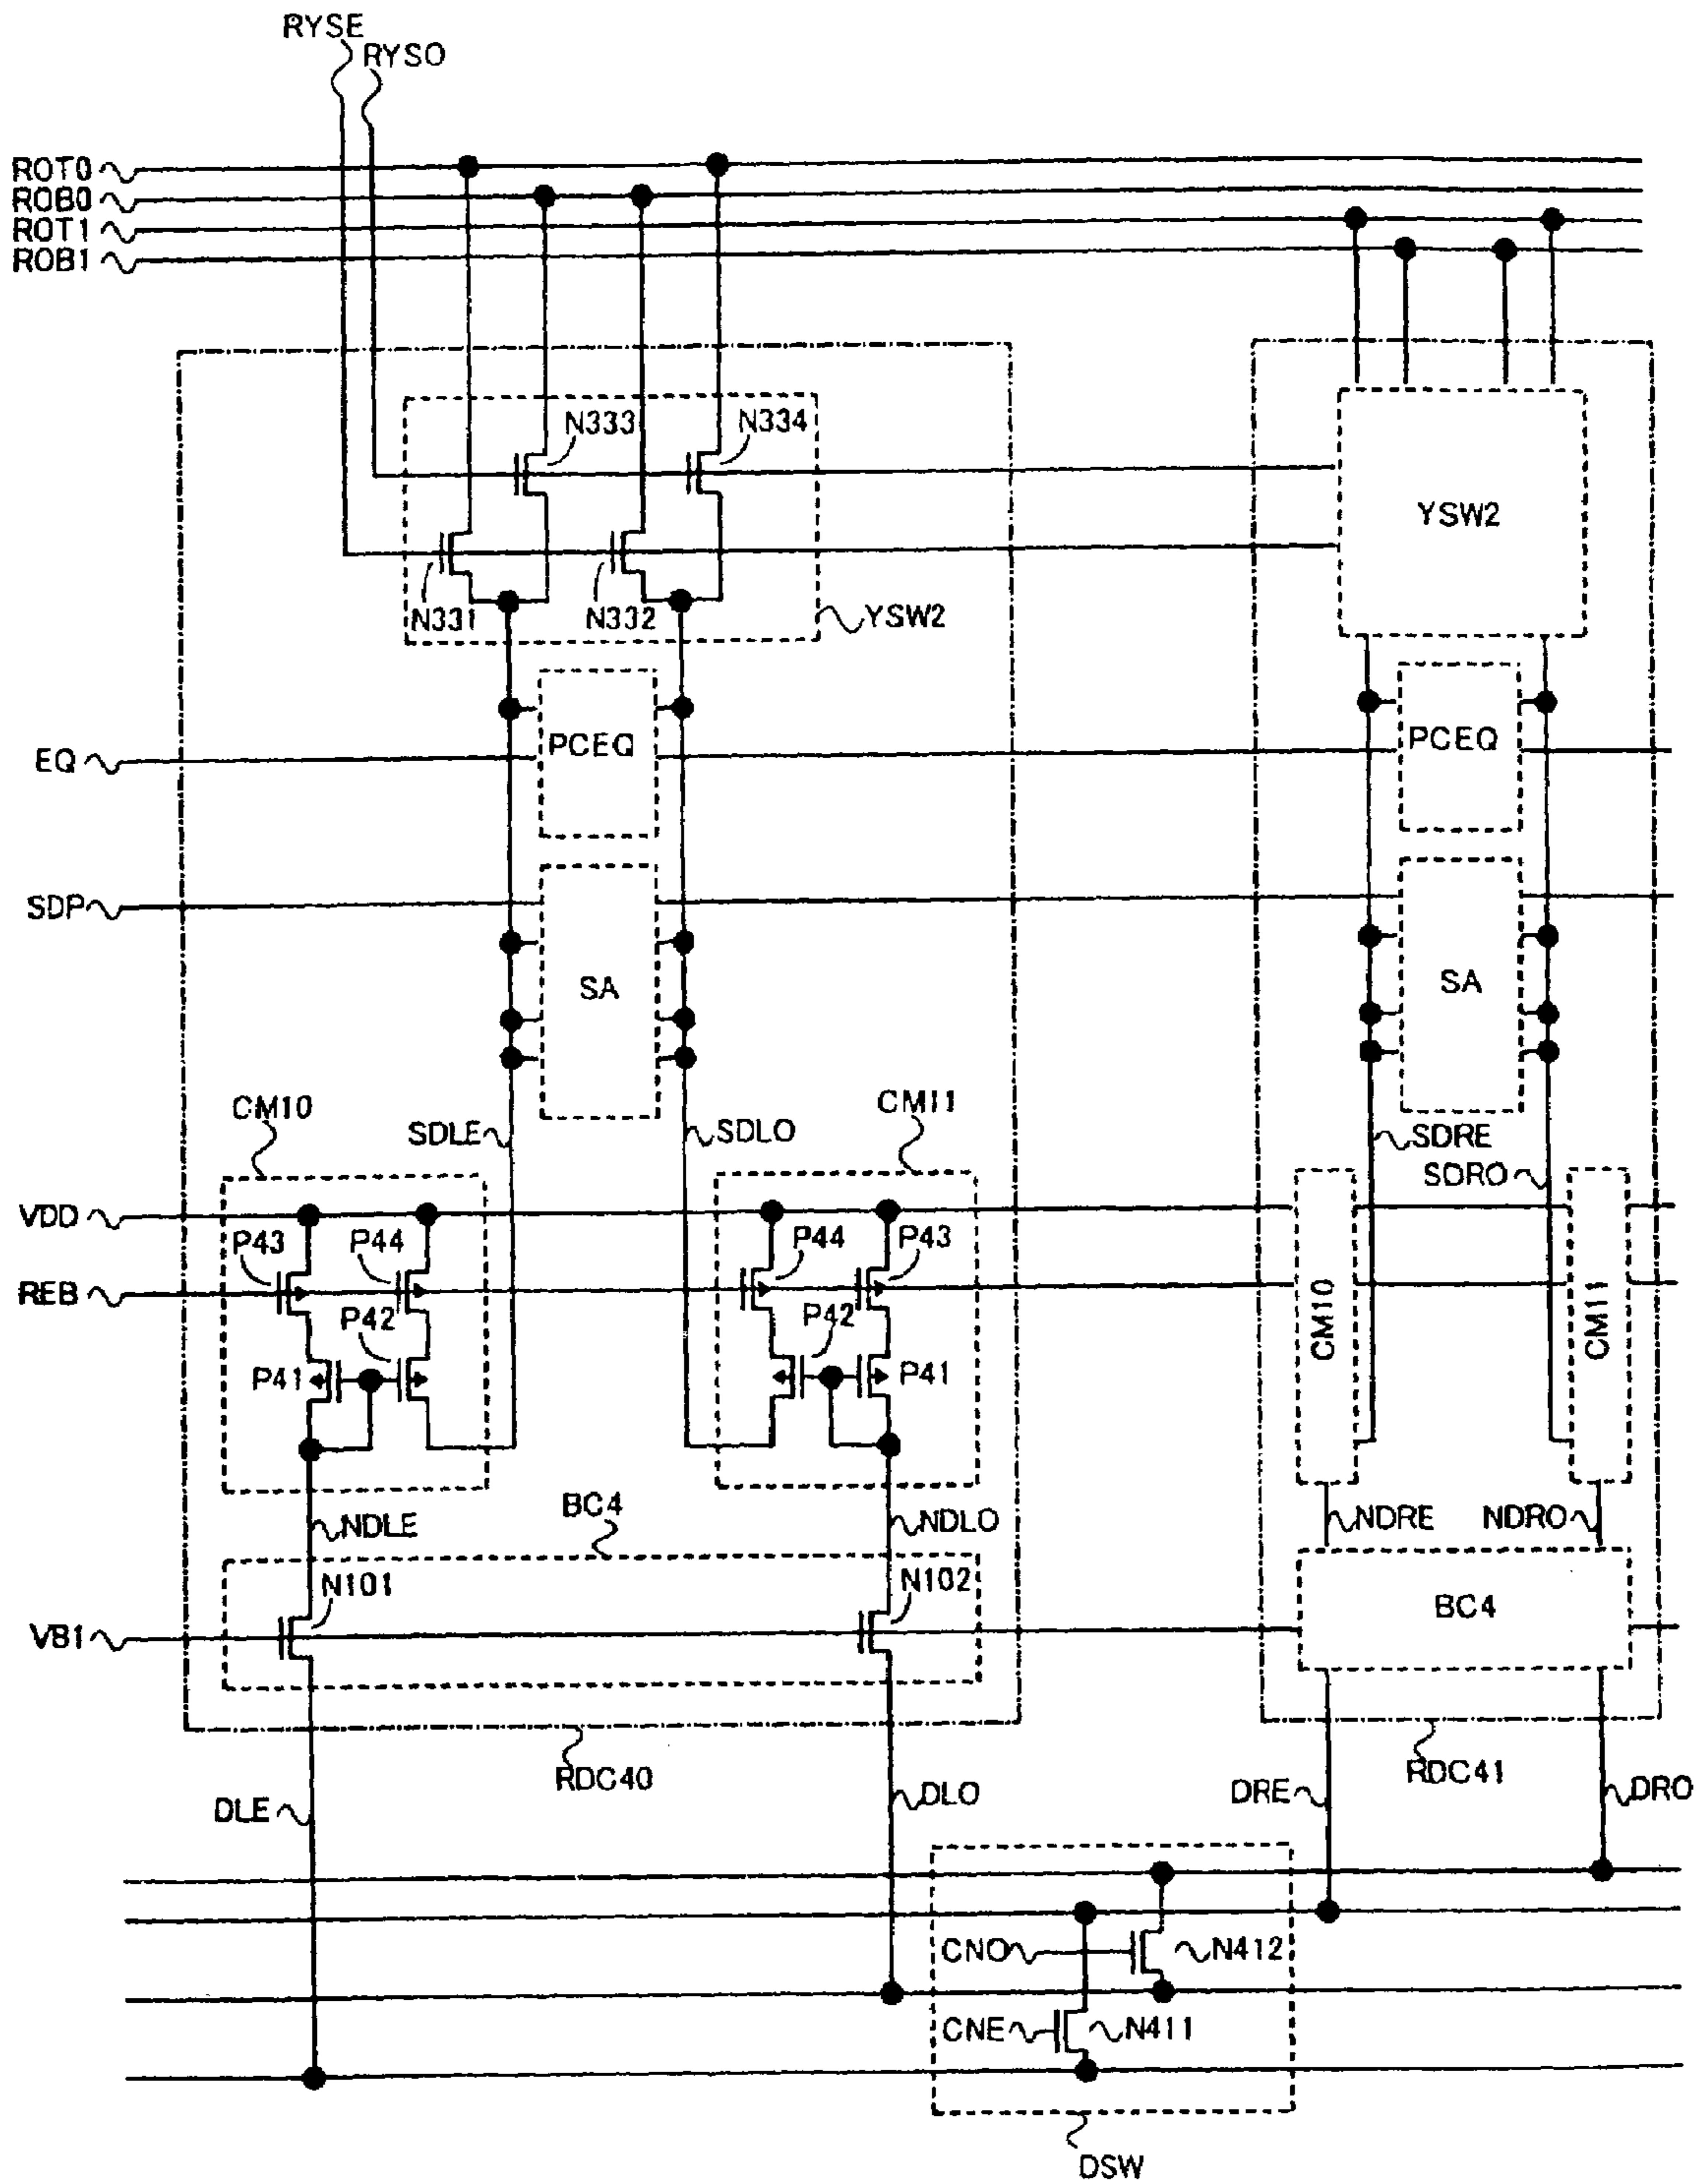 RYSE
RYSO
ROT0
ROB0
ROT1
ROB1
N333
N334
YSW2
N331
N332
YSW2
EQ
PCEQ
PCEQ
SDP
SA
SA
CM10
CM11
SDLE
SDLO
SDRE
SDRO
VDD
P43
P44
P44
P43
REB
P42
P42
CM10
CM11
P41
P41
NDLE
BC4
NDLO
NDRE
NDRO
N101
N102
BC4
VB1
RDC40
RDC41
DLE
DLO
DRE
DRO
CNO
N412
CNE
N411
DSW